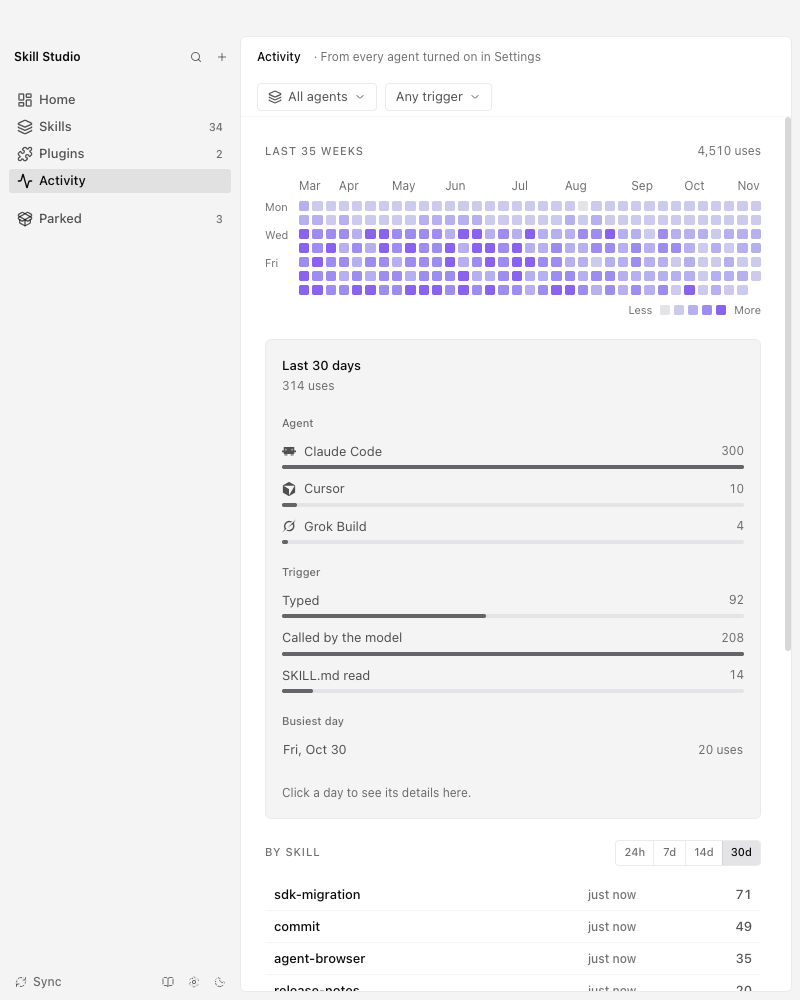 Skill Studio
Home
Skills 34
Plugins 2
Activity
Parked 3
Sync
Activity · From every agent turned on in Settings
All agents
Any trigger
LAST 35 WEEKS 4,510 uses
Mar Apr May Jun Jul Aug Sep Oct Nov
Mon
Wed
Fri
Less More
Last 30 days
314 uses
Agent
Claude Code 300
Cursor 10
Grok Build 4
Trigger
Typed 92
Called by the model 208
SKILL.md read 14
Busiest day
Fri, Oct 30 20 uses
Click a day to see its details here.
BY SKILL 24h 7d 14d 30d
sdk-migration just now 71
commit just now 49
agent-browser just now 35
release-notes just now 20